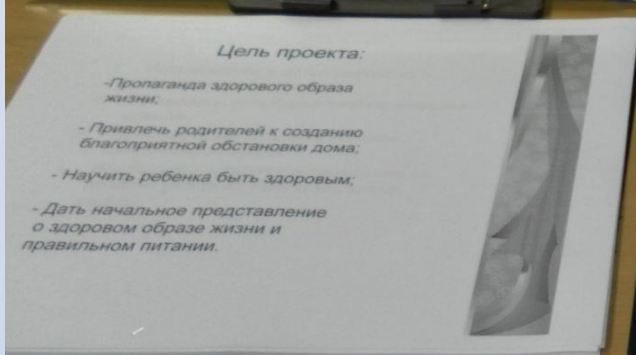 Цель проекта:
-Пропаганда здорового образа
жизни;
- Привлечь родителей к созданию
благоприятной обстановки дома;
- Научить ребенка быть здоровым;
- Дать начальное представление
о здоровом образе жизни и
правильном питании.